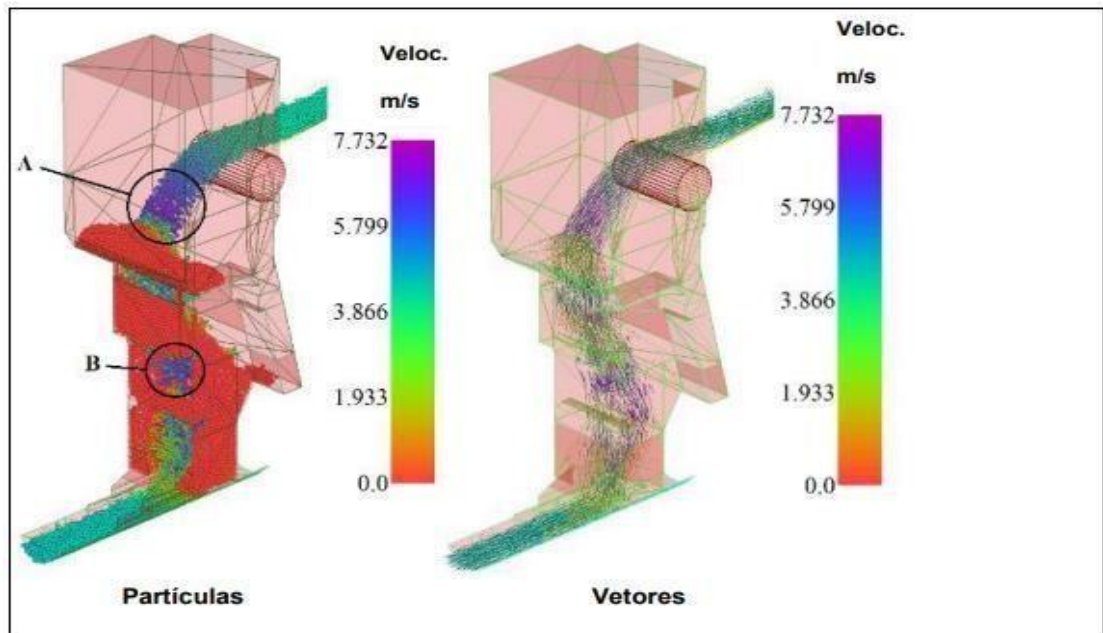 Veloc.
m/s
7.732
5.799
3.866
1.933
0.0
A
B
Partículas
Veloc.
m/s
7.732
5.799
3.866
1.933
0.0
Vetores